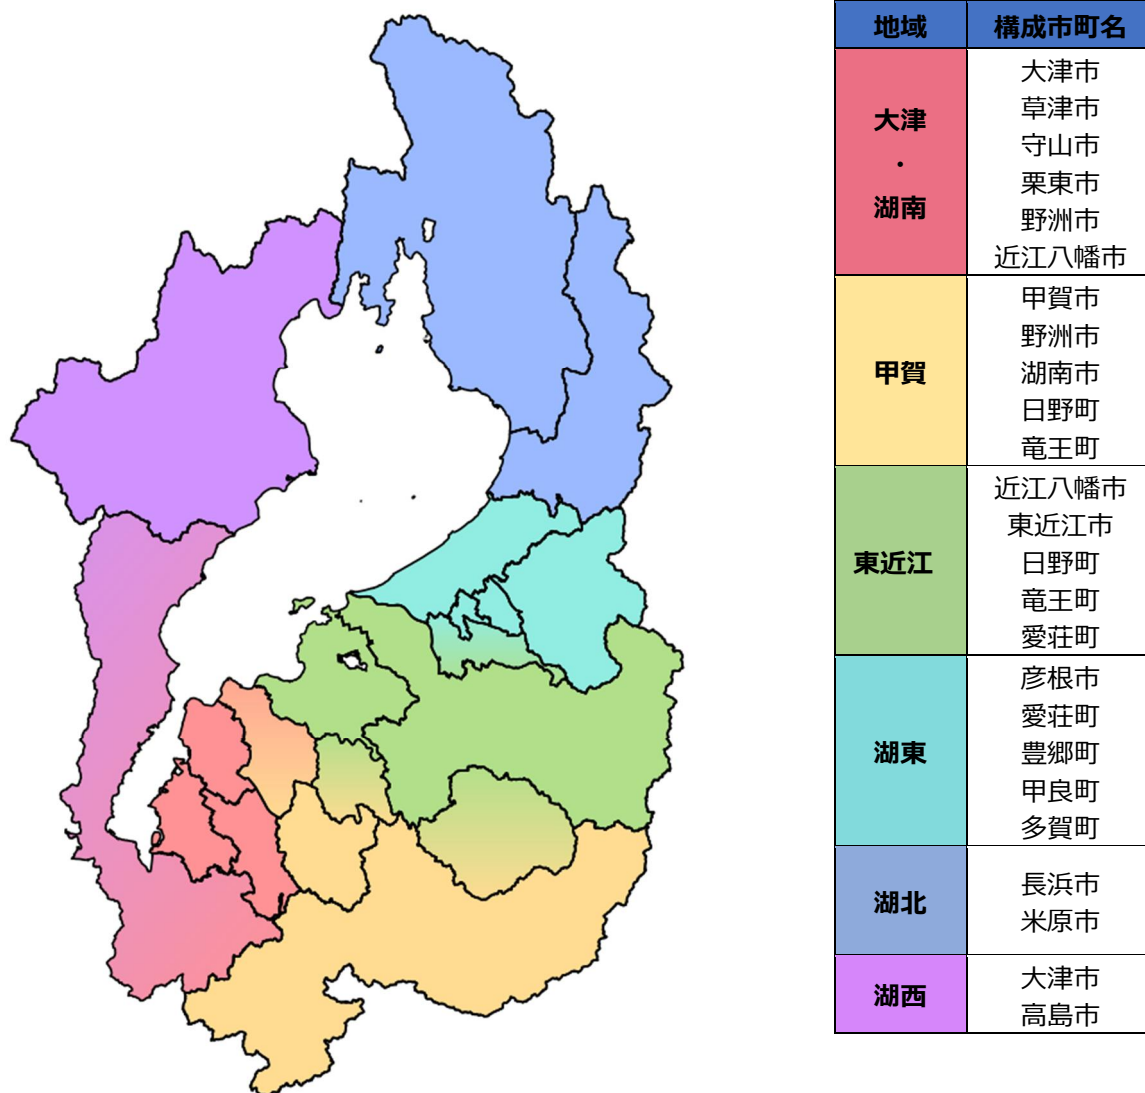 地域 構成市町名
大津
・
湖南
大津市
草津市
守山市
栗東市
野洲市
近江八幡市
甲賀
甲賀市
野洲市
湖南市
日野町
竜王町
東近江
近江八幡市
東近江市
日野町
竜王町
愛荘町
湖東
彦根市
愛荘町
豊郷町
甲良町
多賀町
湖北
長浜市
米原市
湖西
大津市
高島市